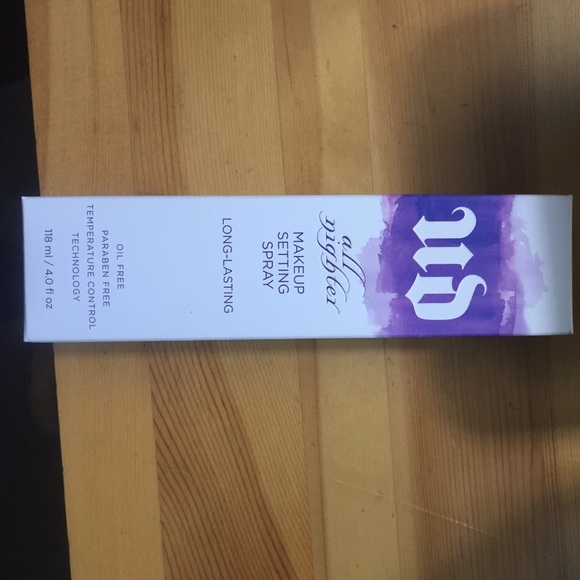 UD
all
nighter
MAKEUP
SETTING
SPRAY
LONG-LASTING
OIL FREE
PARABEN FREE
TEMPERATURE CONTROL
TECHNOLOGY
118 ml / 4.0 fl oz